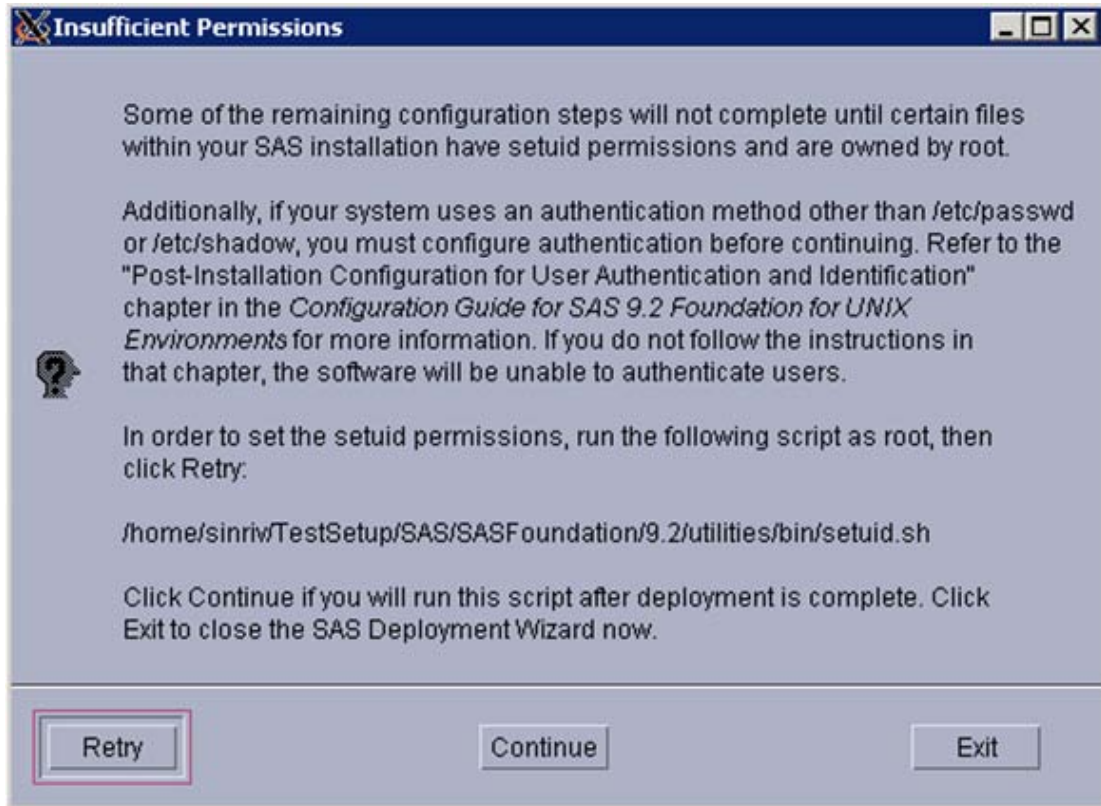 Insufficient Permissions
Some of the remaining configuration steps will not complete until certain files
within your SAS installation have setuid permissions and are owned by root.
Additionally, if your system uses an authentication method other than /etc/passwd
or /etc/shadow, you must configure authentication before continuing. Refer to the
"Post-Installation Configuration for User Authentication and Identification"
chapter in the Configuration Guide for SAS 9.2 Foundation for UNIX
Environments for more information. If you do not follow the instructions in
that chapter, the software will be unable to authenticate users.
In order to set the setuid permissions, run the following script as root, then
click Retry:
/home/sinriv/TestSetup/SAS/SASFoundation/9.2/utilities/bin/setuid.sh
Click Continue if you will run this script after deployment is complete. Click
Exit to close the SAS Deployment Wizard now.
Retry Continue Exit